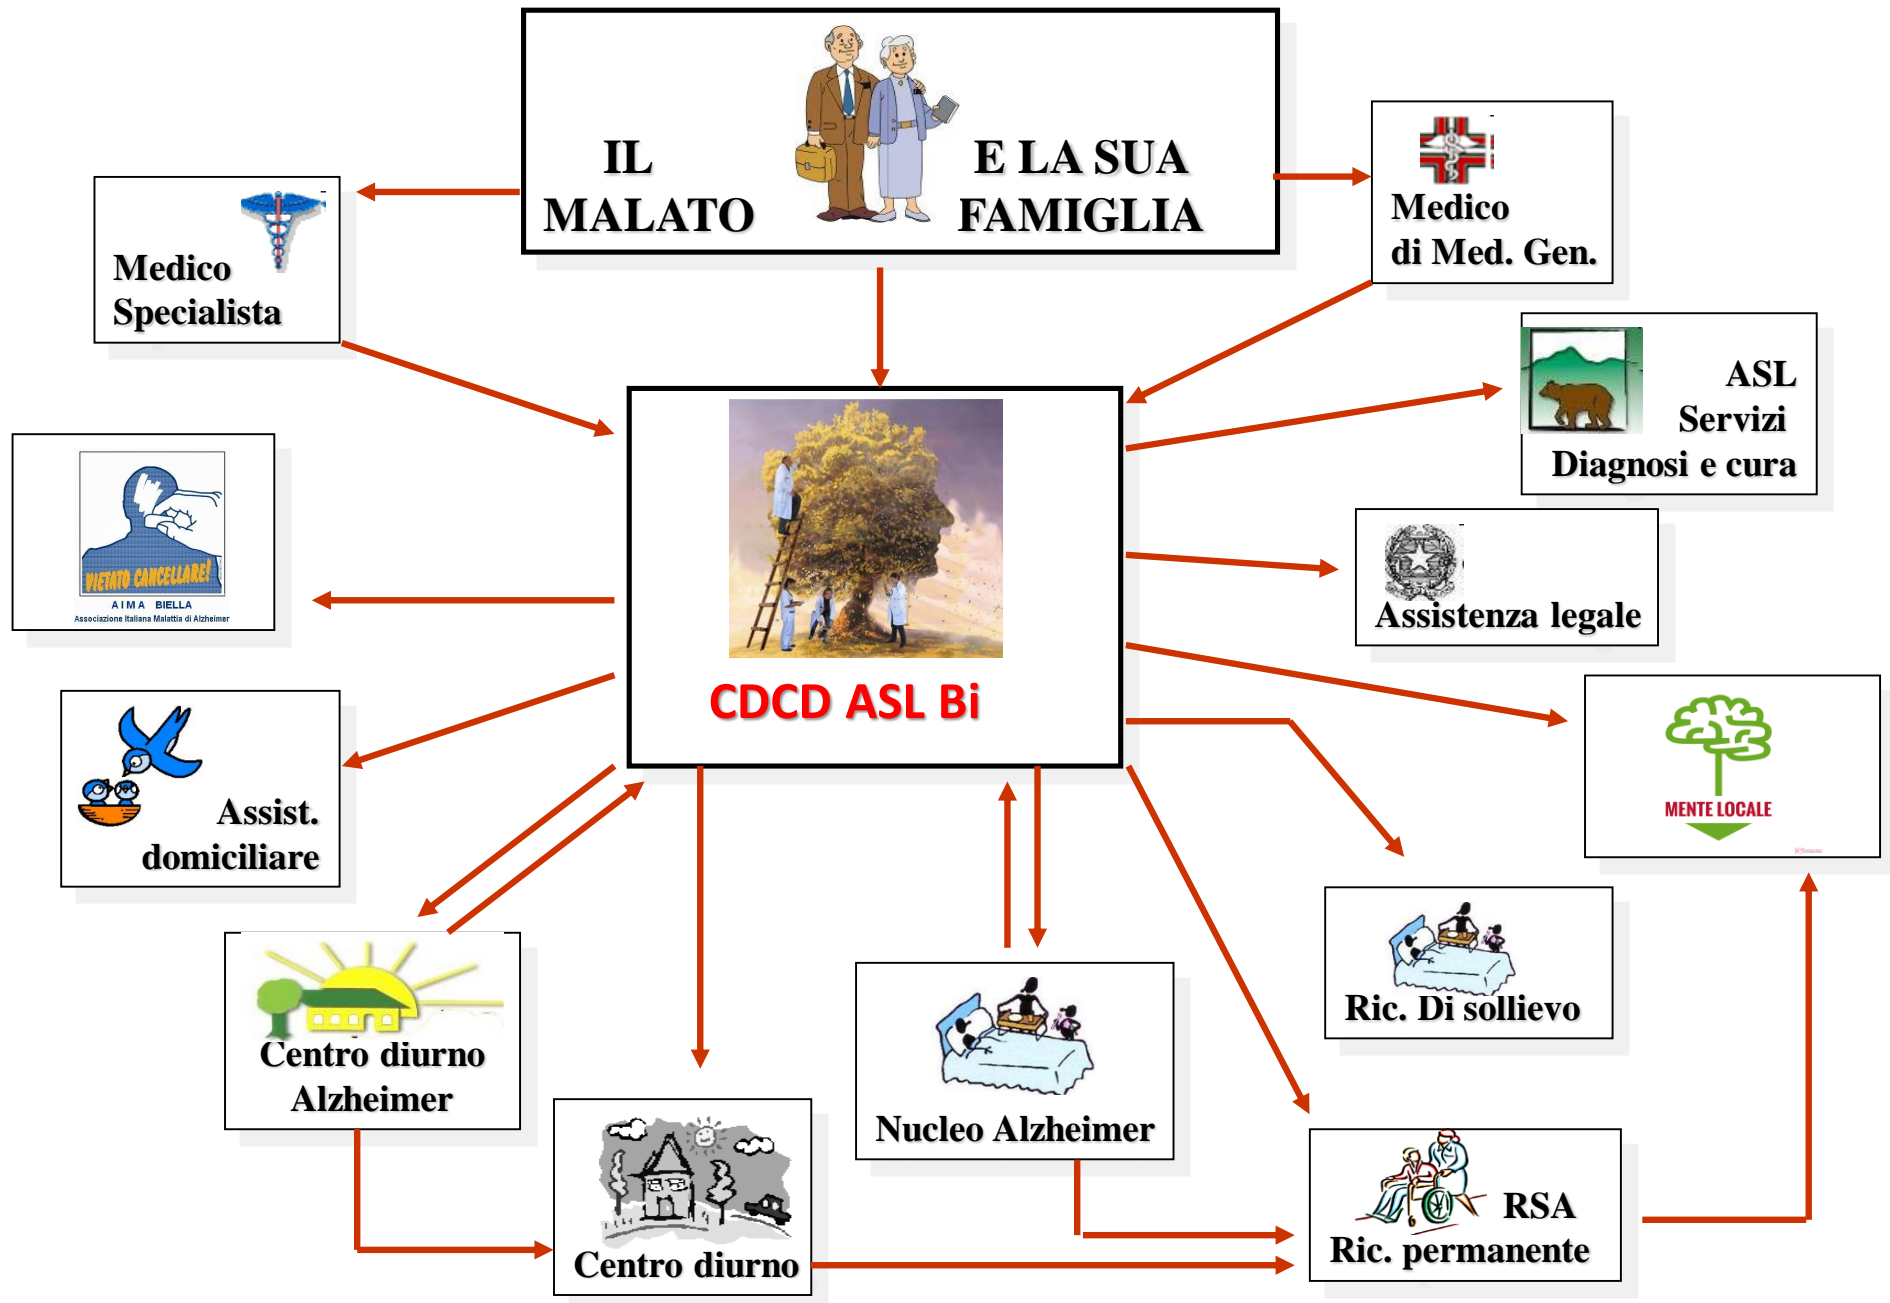 IL
MALATO
E LA SUA
FAMIGLIA
Medico
di Med. Gen.
Medico
Specialista
ASL
Servizi
Diagnosi e cura
VIETATO CANCELLARE!
AIMA BIELLA
Associazione Italiana Malattia di Alzheimer
Assistenza legale
CDCD ASL Bi
MENTE LOCALE
Assist.
domiciliare
Ric. Di sollievo
Centro diurno
Alzheimer
Nucleo Alzheimer
RSA
Ric. permanente
Centro diurno